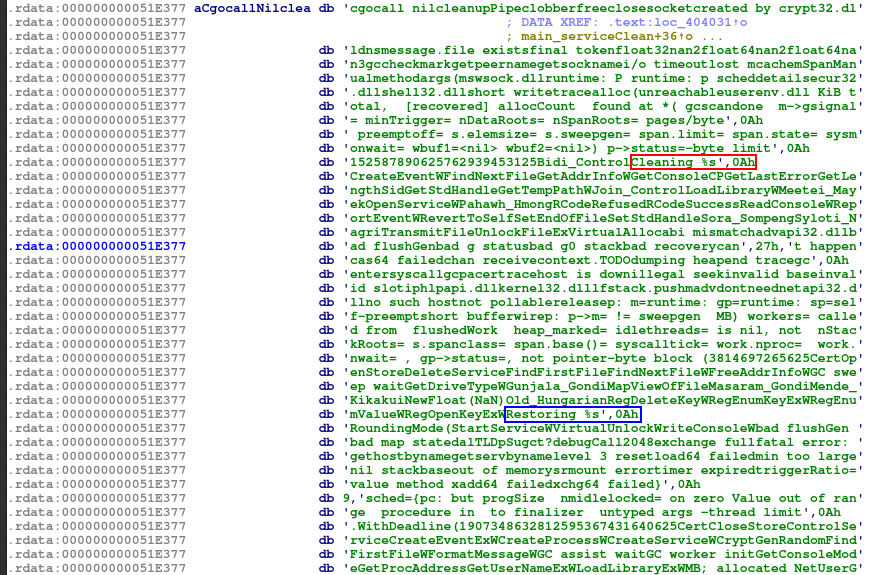 .rdata:000000000051E377 aCgocallNilclea db 'cgocall nilcleanupPipeclobberfreeclosesocketcreated by crypt32.dl'
.rdata:000000000051E377 ; DATA XREF: .text:loc_404031↑o
.rdata:000000000051E377 ; main_serviceClean+36↑o ...
.rdata:000000000051E377 db 'ldnsmessage.file existsfinal tokenfloat32nan2float64nan2float64na'
.rdata:000000000051E377 db 'n3gccheckmarkgetpeernamegetsocknamei/o timeoutlost mcachemSpanMan'
.rdata:000000000051E377 db 'ualmethodargs(mswsock.dllruntime: P runtime: p scheddetailsecur32'
.rdata:000000000051E377 db '.dllshell32.dllshort writetracealloc(unreachableuserenv.dll KiB t'
.rdata:000000000051E377 db 'otal,  [recovered] allocCount  found at *( gcscandone  m->gsignal'
.rdata:000000000051E377 db '= minTrigger= nDataRoots= nSpanRoots= pages/byte',0Ah
.rdata:000000000051E377 db ' preemptoff= s.elemsize= s.sweepgen= span.limit= span.state= sysm'
.rdata:000000000051E377 db 'onwait= wbuf1=<nil> wbuf2=<nil>) p->status=-byte limit',0Ah
.rdata:000000000051E377 db '152587890625762939453125Bidi_ControlCleaning %s',0Ah
.rdata:000000000051E377 db 'CreateEventWFindNextFileGetAddrInfoWGetConsoleCPGetLastErrorGetLe'
.rdata:000000000051E377 db 'ngthSidGetStdHandleGetTempPathWJoin_ControlLoadLibraryWMeetei_May'
.rdata:000000000051E377 db 'ekOpenServiceWPahawh_HmongRCodeRefusedRCodeSuccessReadConsoleWRep'
.rdata:000000000051E377 db 'ortEventWRevertToSelfSetEndOfFileSetStdHandleSora_SompengSyloti_N'
.rdata:000000000051E377 db 'agriTransmitFileUnlockFileExVirtualAllocabi mismatchadvapi32.dllb'
.rdata:000000000051E377 db 'ad flushGenbad g statusbad g0 stackbad recoverycan',27h,'t happen'
.rdata:000000000051E377 db 'cas64 failedchan receivecontext.TODOdumping heapend tracegc',0Ah
.rdata:000000000051E377 db 'entersyscallgcpacertracehost is downillegal seekinvalid baseinval'
.rdata:000000000051E377 db 'id slotiphlpapi.dllkernel32.dlllfstack.pushmadvdontneednetapi32.d'
.rdata:000000000051E377 db 'llno such hostnot pollablereleasep: m=runtime: gp=runtime: sp=sel'
.rdata:000000000051E377 db 'f-preemptshort bufferwirep: p->m= != sweepgen  MB) workers= calle'
.rdata:000000000051E377 db 'd from  flushedWork  heap_marked= idlethreads= is nil, not  nStac'
.rdata:000000000051E377 db 'kRoots= s.spanclass= span.base()= syscalltick= work.nproc=  work.'
.rdata:000000000051E377 db 'nwait= , gp->status=, not pointer-byte block (3814697265625CertOp'
.rdata:000000000051E377 db 'enStoreDeleteServiceFindFirstFileFindNextFileWFreeAddrInfoWGC swe'
.rdata:000000000051E377 db 'ep waitGetDriveTypeWGunjala_GondiMapViewOfFileMasaram_GondiMende_'
.rdata:000000000051E377 db 'KikakuiNewFloat(NaN)Old_HungarianRegDeleteKeyWRegEnumKeyExWRegEnu'
.rdata:000000000051E377 db 'mValueWRegOpenKeyExWRestoring %s',0Ah
.rdata:000000000051E377 db 'RoundingMode(StartServiceWVirtualUnlockWriteConsoleWbad flushGen '
.rdata:000000000051E377 db 'bad map statedalTLDpSugct?debugCall2048exchange fullfatal error: '
.rdata:000000000051E377 db 'gethostbynamegetservbynamelevel 3 resetload64 failedmin too large'
.rdata:000000000051E377 db 'nil stackbaseout of memorysrmount errortimer expiredtriggerRatio='
.rdata:000000000051E377 db 'value method xadd64 failedxchg64 failed}',0Ah
.rdata:000000000051E377 db 9,'sched={pc: but progSize  nmidlelocked= on zero Value out of ran'
.rdata:000000000051E377 db 'ge  procedure in  to finalizer  untyped args -thread limit',0Ah
.rdata:000000000051E377 db '.WithDeadline(190734863281259536743164​0625CertCloseStoreControlSe'
.rdata:000000000051E377 db 'rviceCreateEventExWCreateProcessWCreateServiceWCryptGenRandomFind'
.rdata:000000000051E377 db 'FirstFileWFormatMessageWGC assist waitGC worker initGetConsoleMod'
.rdata:000000000051E377 db 'eGetProcAddressGetUserNameExWLoadLibraryExWMB; allocated NetUserG'